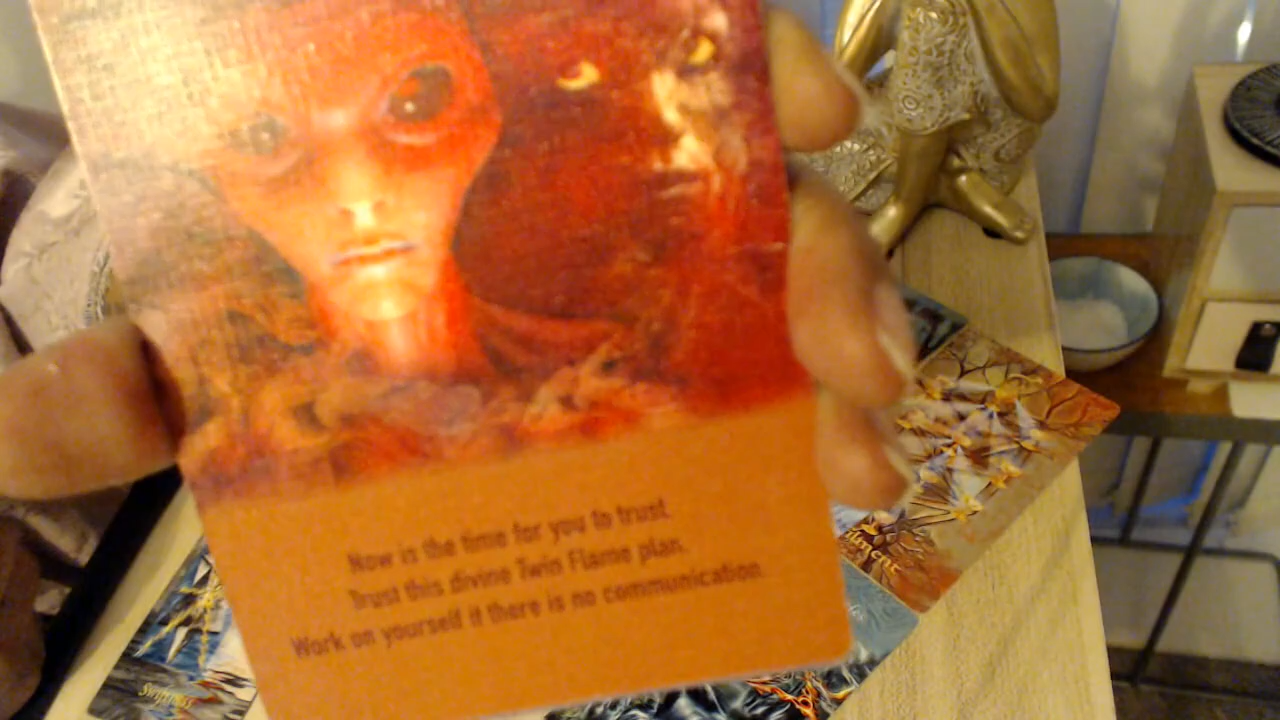 Now is the time for you to trust.
Trust this divine Twin Flame plan.
Work on yourself if there is no communication.